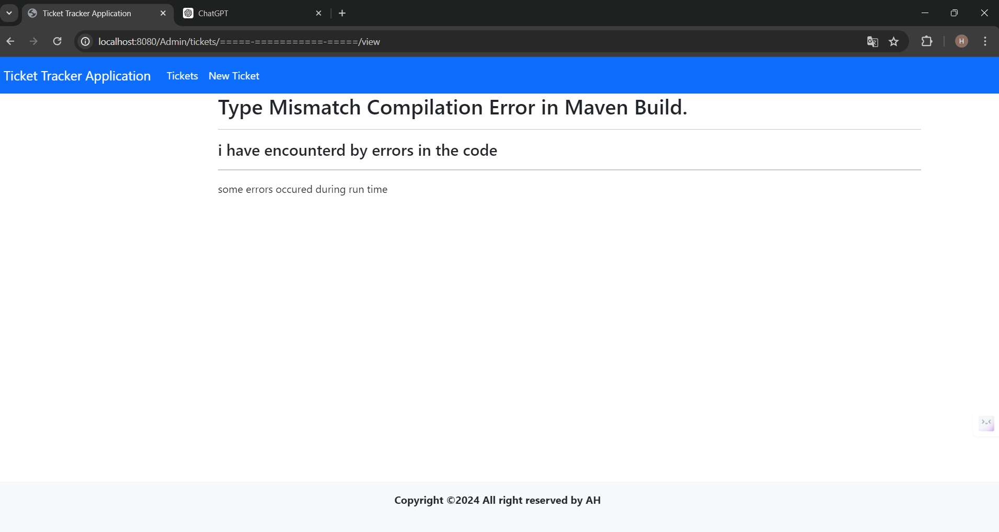 Ticket Tracker Application
ChatGPT
localhost:8080/Admin/tickets/=====-===========-=====/view
H
Ticket Tracker Application Tickets New Ticket
Type Mismatch Compilation Error in Maven Build.
i have encounterd by errors in the code
some errors occured during run time
Copyright ©2024 All right reserved by AH